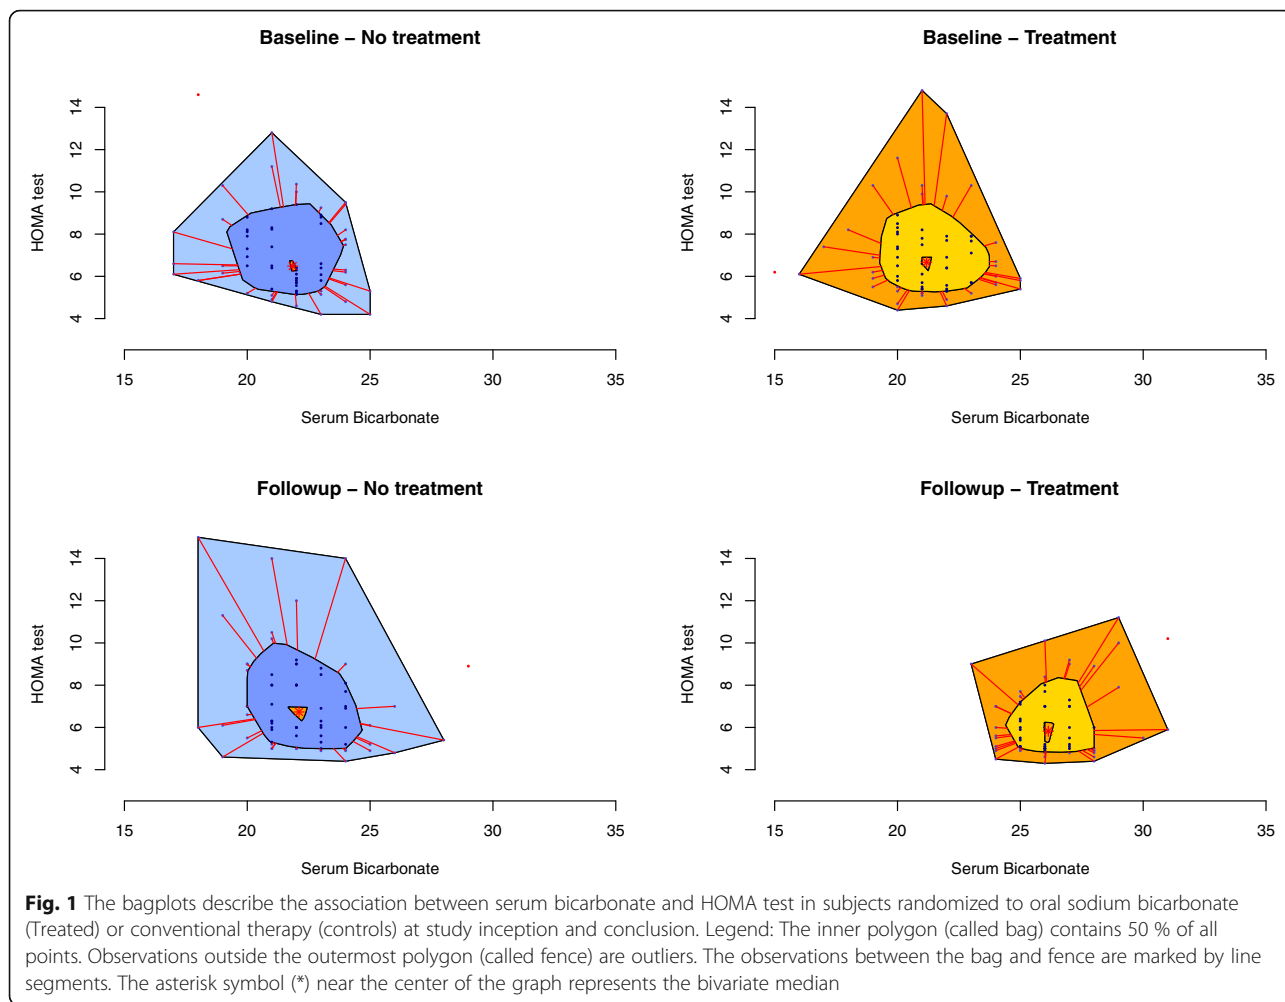 Baseline – No treatment
HOMA test
14
12
10
8
6
4
15 20 25 30 35
Serum Bicarbonate
Baseline – Treatment
HOMA test
14
12
10
8
6
4
15 20 25 30 35
Serum Bicarbonate
Followup – No treatment
HOMA test
14
12
10
8
6
4
15 20 25 30 35
Serum Bicarbonate
Followup – Treatment
HOMA test
14
12
10
8
6
4
15 20 25 30 35
Serum Bicarbonate
Fig. 1 The bagplots describe the association between serum bicarbonate and HOMA test in subjects randomized to oral sodium bicarbonate
(Treated) or conventional therapy (controls) at study inception and conclusion. Legend: The inner polygon (called bag) contains 50 % of all
points. Observations outside the outermost polygon (called fence) are outliers. The observations between the bag and fence are marked by line
segments. The asterisk symbol (*) near the center of the graph represents the bivariate median